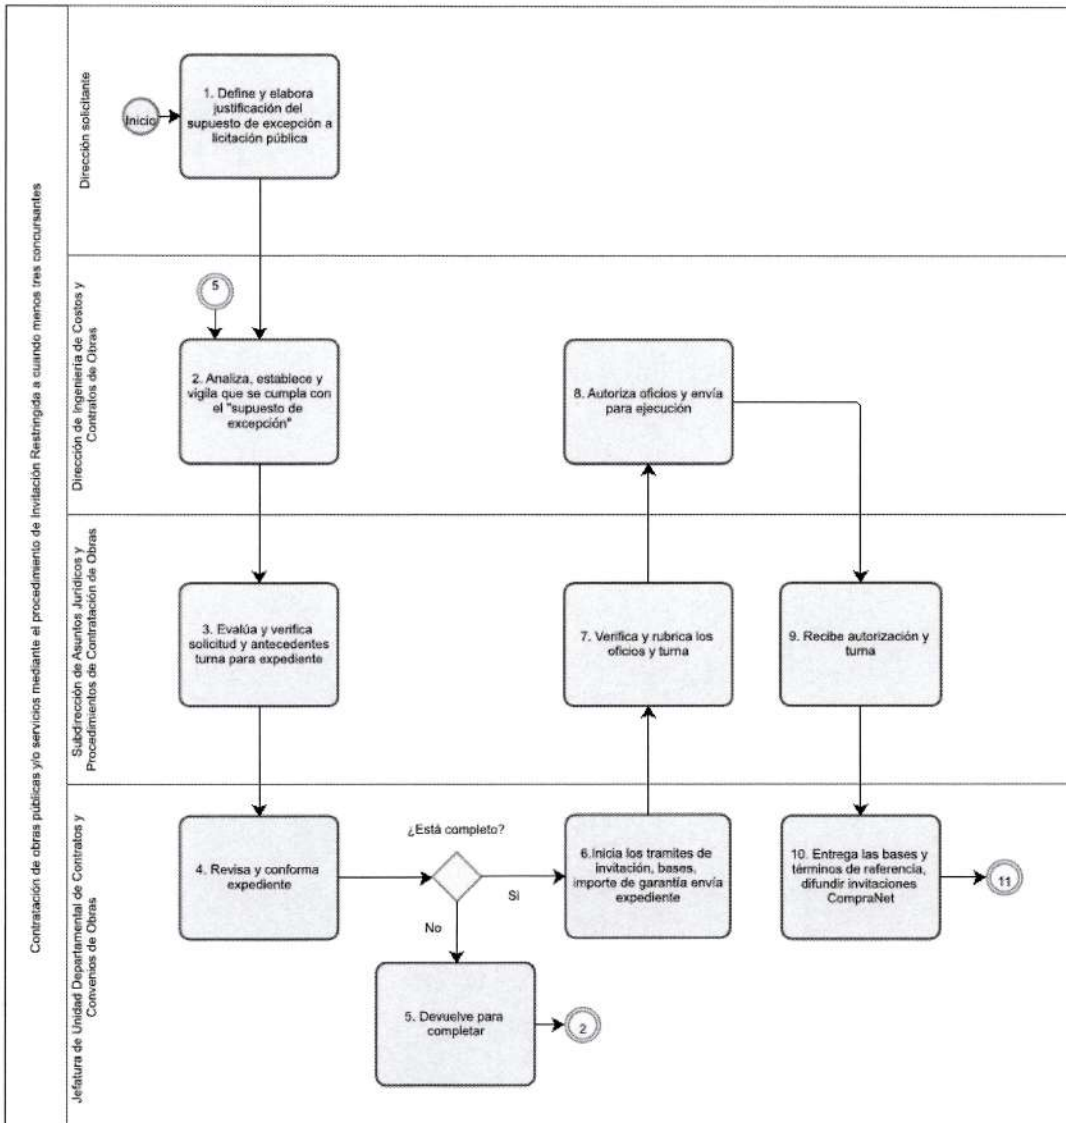 Contratación de obras públicas y/o servicios mediante el procedimiento de Invitación Restringida a cuando menos tres concursantes
Dirección solicitante
Inicio
1. Define y elabora
justificación del
supuesto de excepción a
licitación pública
Dirección de Ingeniería de Costos y
Contratos de Obras
5
2. Analiza, establece y
vigila que se cumpla con
el "supuesto de
excepción"
8. Autoriza oficios y envía
para ejecución
Subdirección de Asuntos Jurídicos y
Procedimientos de Contratación de Obras
3. Evalúa y verifica
solicitud y antecedentes
turna para expediente
7. Verifica y rubrica los
oficios y turna
9. Recibe autorización y
turna
Jefatura de Unidad Departamental de Contratos y
Convenios de Obras
4. Revisa y conforma
expediente
¿Está completo?
Si
No
6.Inicia los tramites de
invitación, bases,
importe de garantía envía
expediente
10. Entrega las bases y
términos de referencia,
difundir invitaciones
CompraNet
11
5. Devuelve para
completar
2